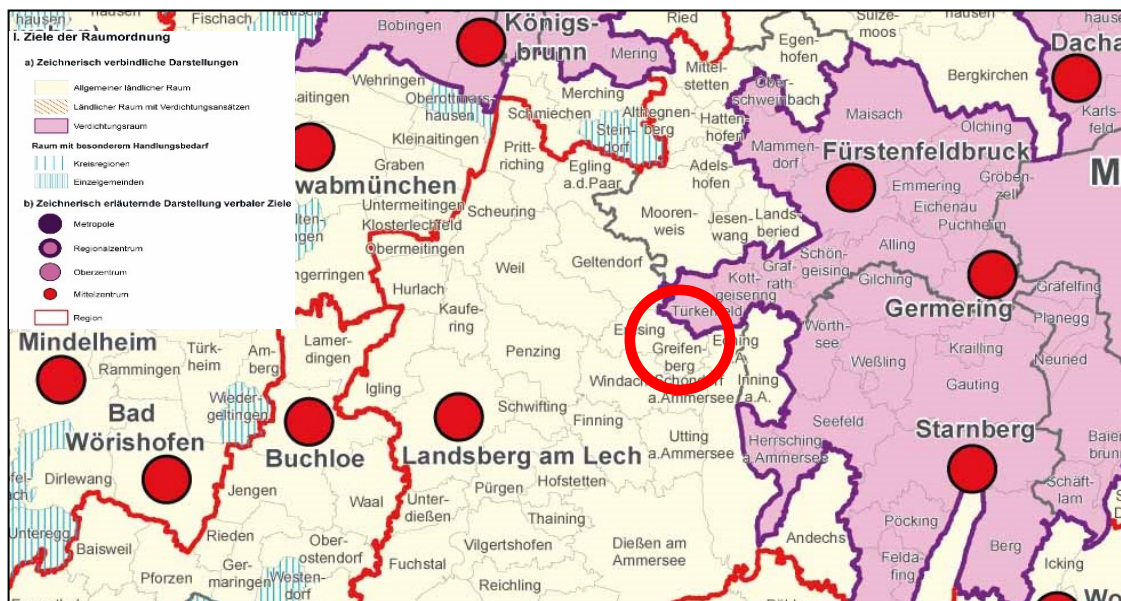 I. Ziele der Raumordnung
a) Zeichnerisch verbindliche Darstellungen
Allgemeiner ländlicher Raum
Ländlicher Raum mit Verdichtungsansätzen
Verdichtungsraum
Raum mit besonderem Handlungsbedarf
Kreisregionen
Einzelgemeinden
b) Zeichnerisch erläuternde Darstellung verbaler Ziele
Metropole
Regionalzentrum
Oberzentrum
Mittelzentrum
Region
hausen
Fischach
Bobingen
Königs-
brunn
Mering
Ried
Egen-
hofen
Sulze-
moos
hausen
hause
Dacha
Bergkirchen
Karls-
feld
Wehringen
aitingen
Oberottmars-
hausen
Kleinaitingen
Graben
wabmünchen
Untermeitingen
Klosterlechfeld
Obermeitingen
lten-
ngen
ngerringen
Merching
Schmiechen
Stein-
dorf
Althegnen-
berg
Mittel-
stetten
Hatten-
hofen
Ober-
schweinbach
Maisach
Olching
Mammen-
dorf
Fürstenfeldbruck
Gröben-
zell
M
Emmering
Eichenau
Puchheim
Pritt-
riching
Egling
a.d.Paar
Adels-
hofen
Scheuring
Mooren-
weis
Jesen-
wang
Lands-
beried
Alling
Weil
Geltendorf
Kott-
geisering
Graf-
rath
Schön-
geising
Gilching
Germering
Gräfelfing
Planegg
Neuried
Krailling
Hurlach
Kaufe-
ring
Türkenfeld
Greifen-
berg
Wörth-
see
Weßling
Gauting
Mindelheim
Türk-
heim
Am-
berg
Rammingen
Lamer-
dingen
Penzing
Windach
Schondorf
a.Ammersee
Inning
a.A.
Seefeld
Starnberg
Wieder-
geltingen
Igling
Schwifting
Finning
Bad
Wörishofen
Buchloe
Landsberg am Lech
Utting
a.Ammersee
Herrsching
a.Ammersee
Baier
brunn
Schäft-
larn
Dirlewang
Jengen
Waal
Unter-
dießen
Pürgen
Hofstetten
Thaining
Pöcking
Andechs
Unteregg
Baisweil
Rieden
Ober-
ostendorf
Fuchstal
Vilgertshofen
Dießen am
Ammersee
Felda-
fing
Berg
Icking
Pforzen
Ger-
maringen
Westen-
dorf
Reichling
Wo